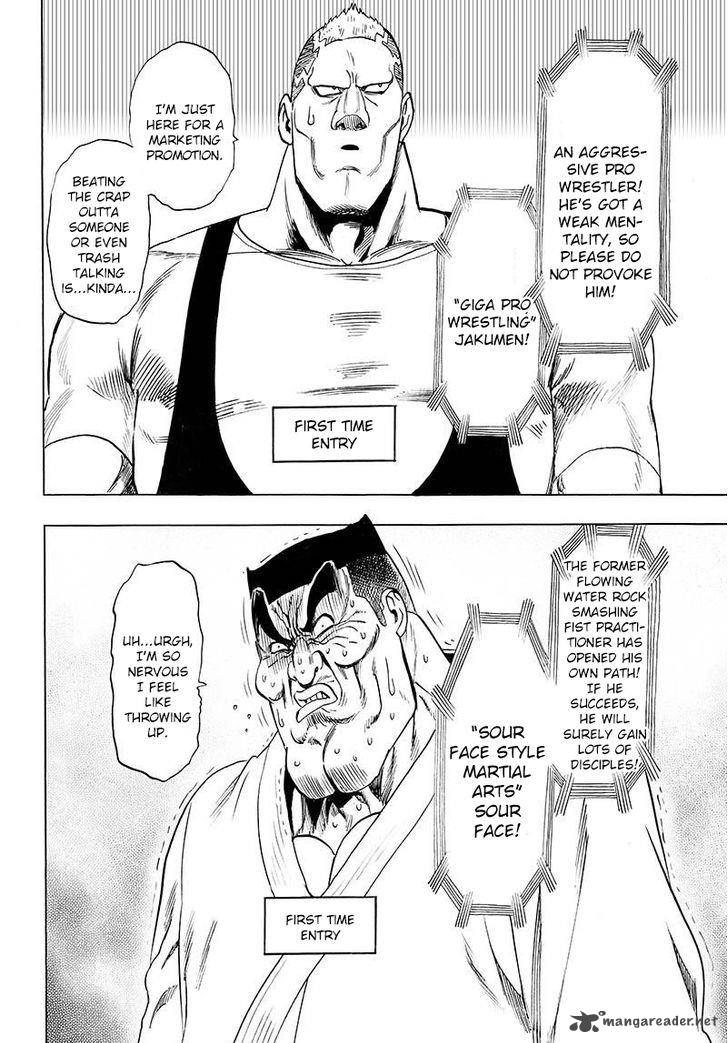 AN AGGRES-
SIVE PRO
WRESTLER!
HE'S GOT A
WEAK MEN-
TALITY, SO
PLEASE DO
NOT PROVOKE
HIM!
"GIGA PRO
WRESTLING"
JAKUMEN!
I'M JUST
HERE FOR A
MARKETING
PROMOTION.
BEATING
THE CRAP
OUTTA
SOMEONE
OR EVEN
TRASH
TALKING
IS...KINDA...
FIRST TIME
ENTRY
THE FORMER
FLOWING
WATER ROCK
SMASHING
FIST PRACTI-
TIONER HAS
OPENED HIS
OWN PATH!
IF HE
SUCCEEDS,
HE WILL
SURELY GAIN
LOTS OF
DISCIPLES!
"SOUR
FACE STYLE
MARTIAL
ARTS"
SOUR
FACE!
UH...URGH,
I'M SO
NERVOUS
I FEEL
LIKE
THROWING
UP.
FIRST TIME
ENTRY
mangareader.net